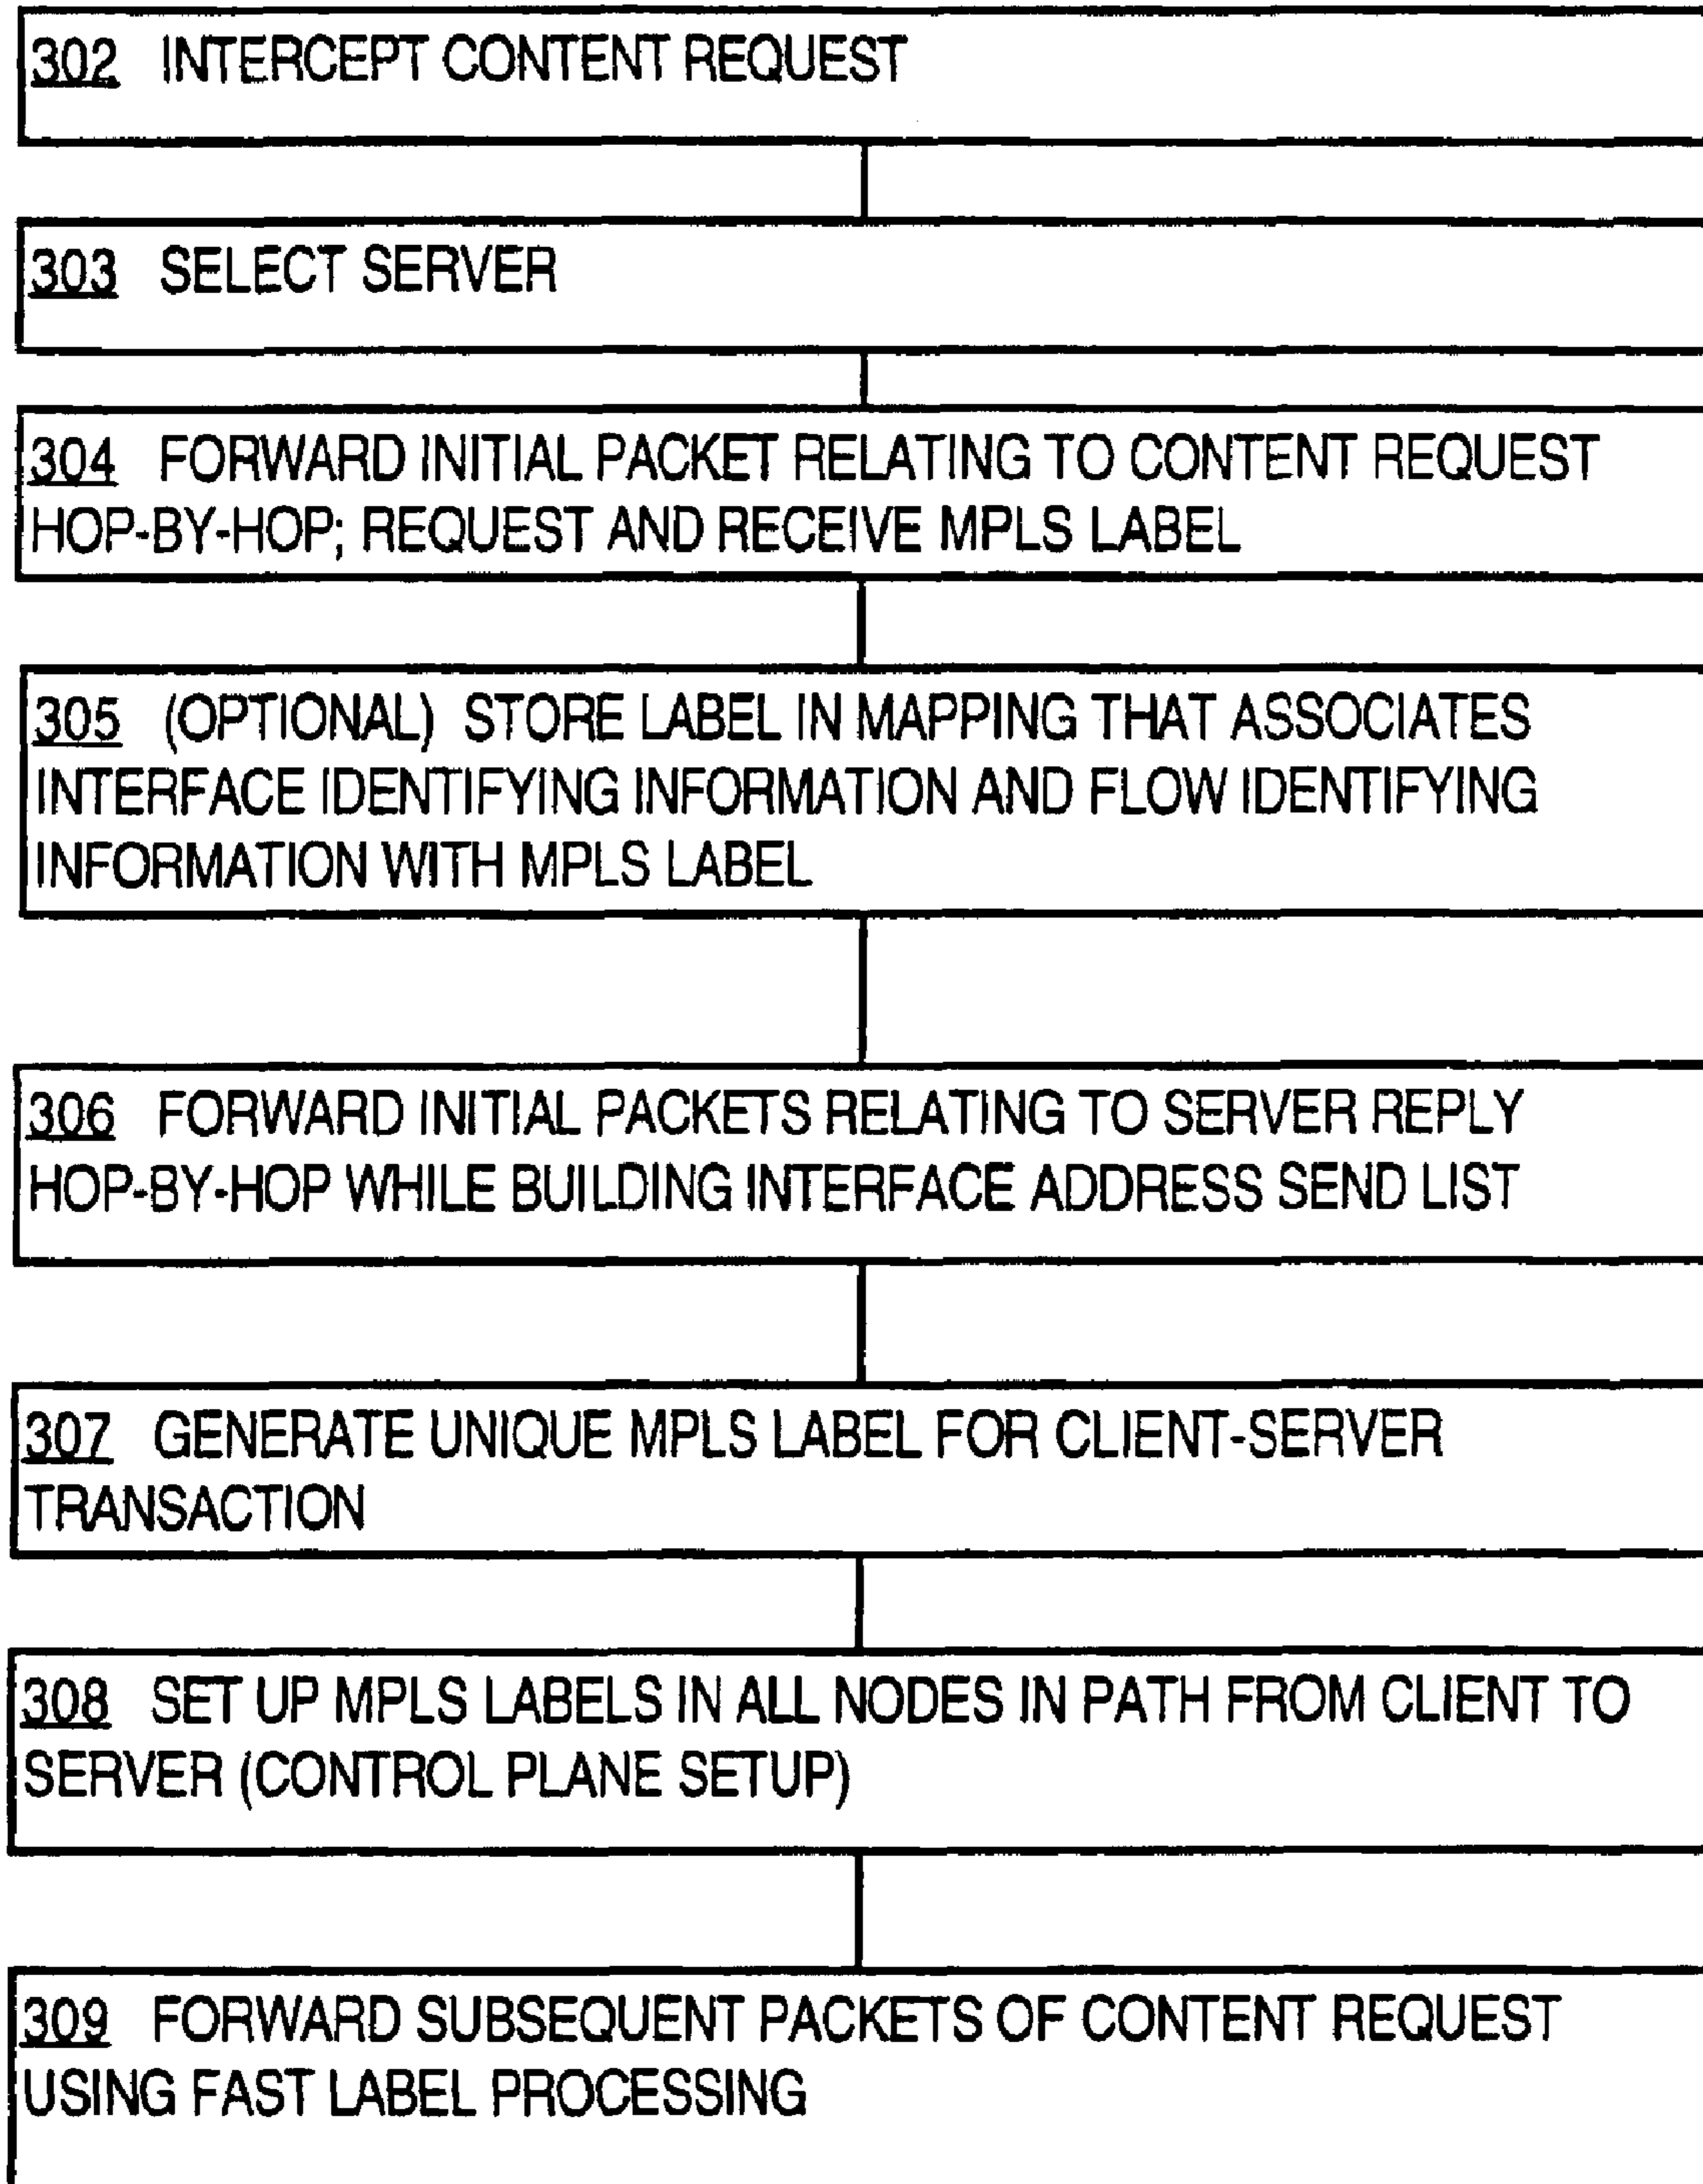 302 INTERCEPT CONTENT REQUEST
303 SELECT SERVER
304 FORWARD INITIAL PACKET RELATING TO CONTENT REQUEST
HOP-BY-HOP; REQUEST AND RECEIVE MPLS LABEL
305 (OPTIONAL) STORE LABEL IN MAPPING THAT ASSOCIATES
INTERFACE IDENTIFYING INFORMATION AND FLOW IDENTIFYING
INFORMATION WITH MPLS LABEL
306 FORWARD INITIAL PACKETS RELATING TO SERVER REPLY
HOP-BY-HOP WHILE BUILDING INTERFACE ADDRESS SEND LIST
307 GENERATE UNIQUE MPLS LABEL FOR CLIENT-SERVER
TRANSACTION
308 SET UP MPLS LABELS IN ALL NODES IN PATH FROM CLIENT TO
SERVER (CONTROL PLANE SETUP)
309 FORWARD SUBSEQUENT PACKETS OF CONTENT REQUEST
USING FAST LABEL PROCESSING